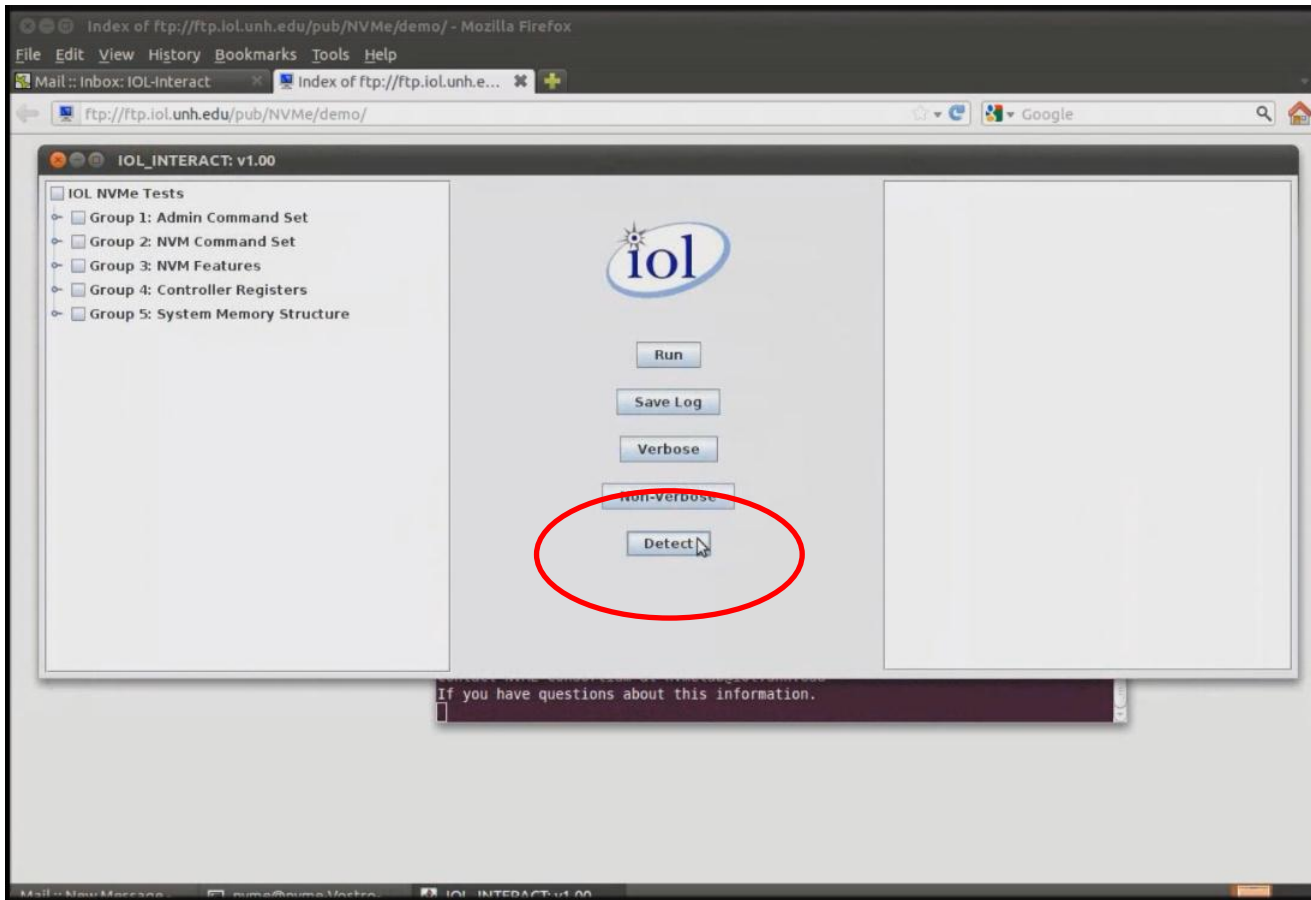 Index of ftp://ftp.iol.unh.edu/pub/NVMe/demo/ - Mozilla Firefox
File Edit View History Bookmarks Tools Help
Mail :: Inbox: IOL-Interact
Index of ftp://ftp.iol.unh.e...
ftp://ftp.iol.unh.edu/pub/NVMe/demo/
Google
IOL_INTERACT: v1.00
IOL NVMe Tests
Group 1: Admin Command Set
Group 2: NVM Command Set
Group 3: NVM Features
Group 4: Controller Registers
Group 5: System Memory Structure
iol
Run
Save Log
Verbose
Non-Verbose
Detect
If you have questions about this information.
Mail :: New Message -
IOL_INTERACT: v1.00